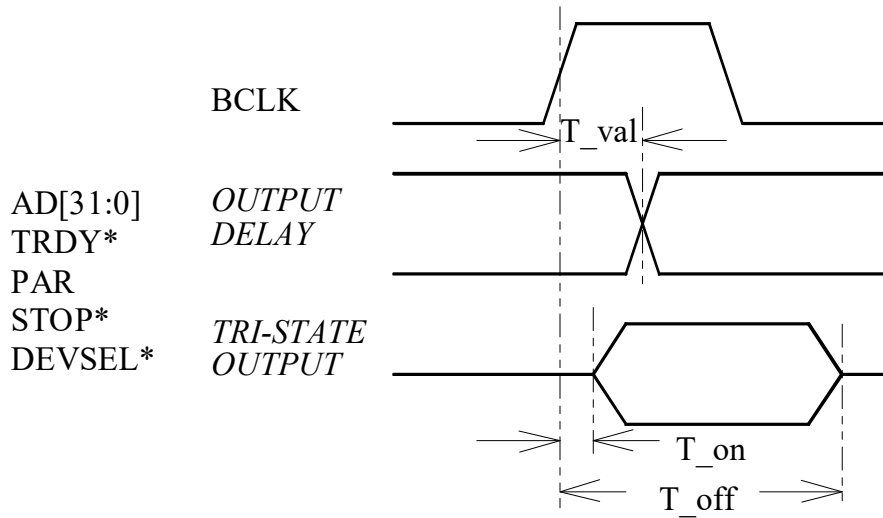 BCLK
T_val
AD[31:0]
TRDY*
PAR
STOP*
DEVSEL*
OUTPUT
DELAY
TRI-STATE
OUTPUT
T_on
T_off